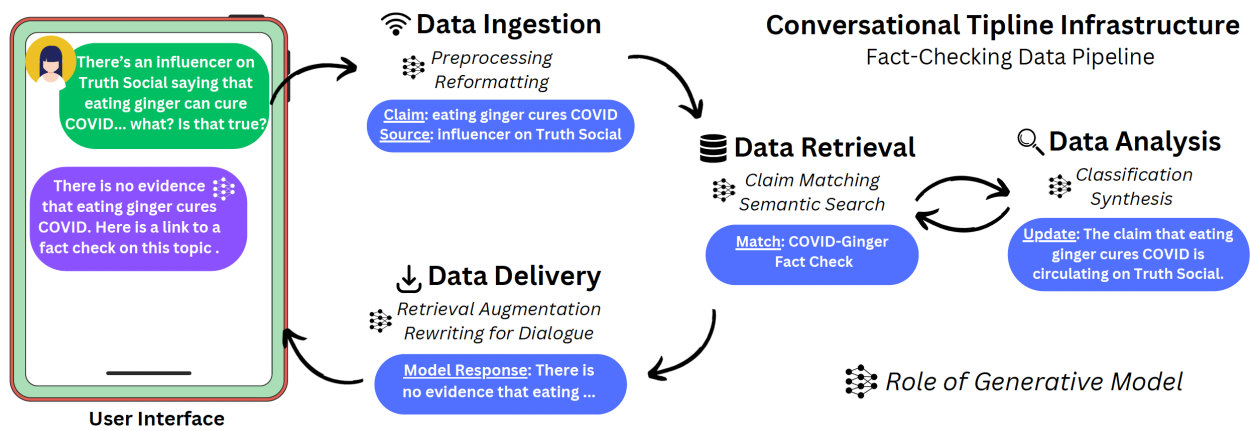 There's an influencer on
Truth Social saying that
eating ginger can cure
COVID... what? Is that true?
There is no evidence
that eating ginger cures
COVID. Here is a link to a
fact check on this topic .
User Interface
Data Ingestion
Preprocessing
Reformatting
Claim: eating ginger cures COVID
Source: influencer on Truth Social
Conversational Tipline Infrastructure
Fact-Checking Data Pipeline
Data Retrieval
Claim Matching
Semantic Search
Match: COVID-Ginger
Fact Check
Data Analysis
Classification
Synthesis
Update: The claim that eating
ginger cures COVID is
circulating on Truth Social.
Data Delivery
Retrieval Augmentation
Rewriting for Dialogue
Model Response: There is
no evidence that eating ...
Role of Generative Model